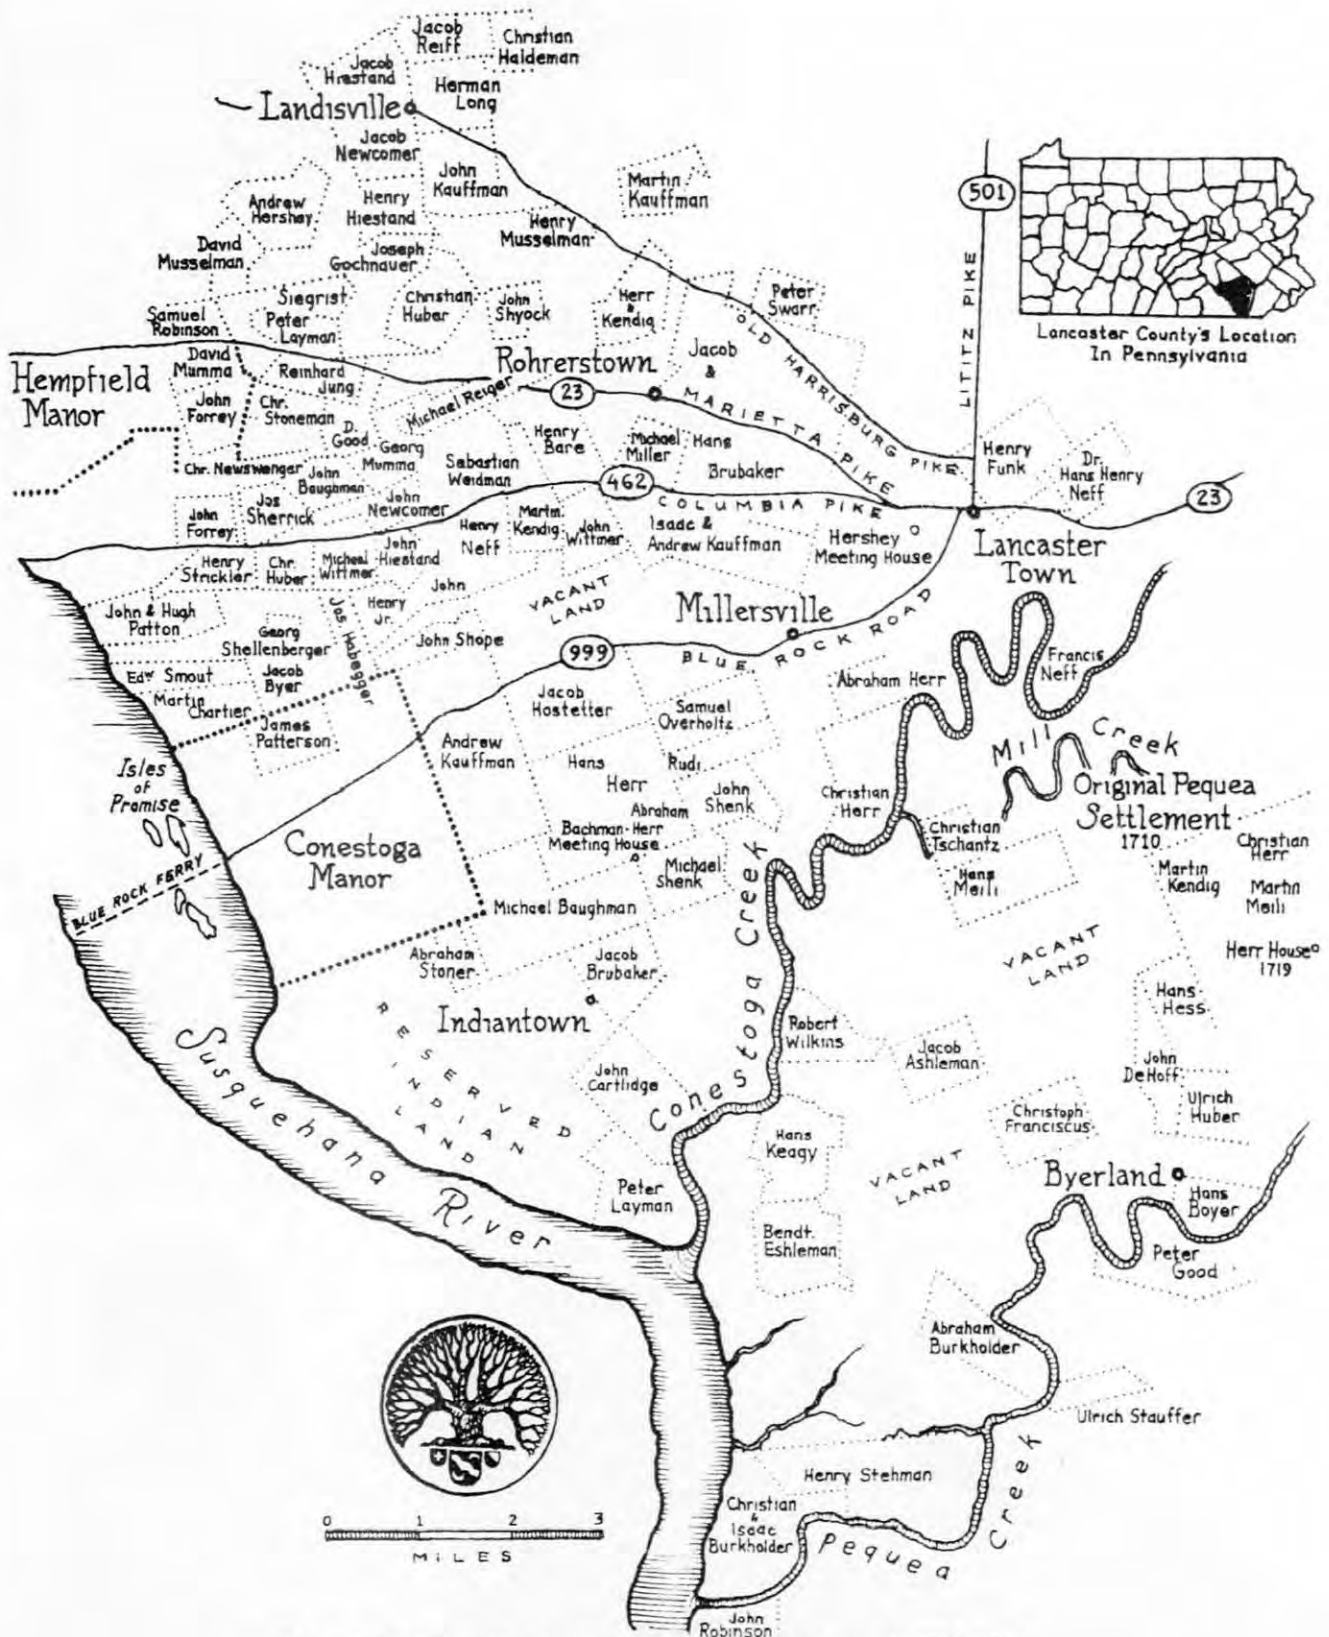 Jacob
Reiff
Christian
Haldeman
Jacob
Hiestand
Herman
Long
Landisville
Jacob
Newcomer
John
Kauffman
Martin
Kauffman
501
Andrew
Hershey
Henry
Hiestand
Henry
Musselman
David
Musselman
Joseph
Gochnauer
LITITZ PIKE
Siegrist
Peter
Layman
Christian
Huber
John
Shyock
Herr
&
Kendig
Peter
Swarr
Samuel
Robinson
Lancaster County's Location
In Pennsylvania
OLD HARRISBURG PIKE
Hempfield
Manor
David
Mumma
Reinhard
Jung
Rohrerstown
Jacob
&
Hans
Brubaker
23
MARIETTA PIKE
John
Forrey
Chr.
Stoneman
Michael Reiger
D.
Good
Georg
Mumma
Henry
Bare
Michael
Miller
Henry
Funk
Dr.
Hans Henry
Neff
Chr. Newswenger
John
Baughman
Sebastian
Weidman
462
COLUMBIA PIKE
23
John
Forrey
Jos
Sherrick
John
Newcomer
Henry
Neff
Martin
Kendig
John
Wittmer
Isaac &
Andrew Kauffman
Hershey
Meeting House
Lancaster
Town
Henry
Strickler
Chr.
Huber
Michael
Wittmer
John
Hiestand
John
Henry
Jr.
VACANT
LAND
Millersville
John & Hugh
Patton
Georg
Shellenberger
Jos Habegger
John Shope
999
BLUE ROCK ROAD
Francis
Neff
Edw Smout
Jacob
Byer
Abraham Herr
Martin
Chartier
James
Patterson
Jacob
Hostetter
Samuel
Overholtz
Mill Creek
Andrew
Kauffman
Hans
Herr
Rudi
Isles
of
Promise
John
Shenk
Christian
Herr
Original Pequea
Settlement
1710
Abraham
Bachman-Herr
Meeting House
Christian
Tschantz
Christian
Herr
Conestoga
Manor
Michael
Shenk
Hans
Meili
Martin
Kendig
Martin
Meili
BLUE ROCK FERRY
Michael Baughman
Conestoga Creek
VACANT
LAND
Herr House
1719
Abraham
Stoner
Jacob
Brubaker
Hans
Hess
Indiantown
RESERVED
INDIAN
LAND
Robert
Wilkins
Jacob
Ashleman
John
DeHoff
John
Cartlidge
Christoph
Franciscus
Ulrich
Huber
Susquehana River
Hans
Keagy
VACANT
LAND
Byerland
Peter
Layman
Hans
Boyer
Bendt.
Eshleman
Peter
Good
Abraham
Burkholder
Ulrich Stauffer
Henry Stehman
Christian
&
Isaac
Burkholder
Pequea Creek
0 1 2 3
MILES
John
Robinson